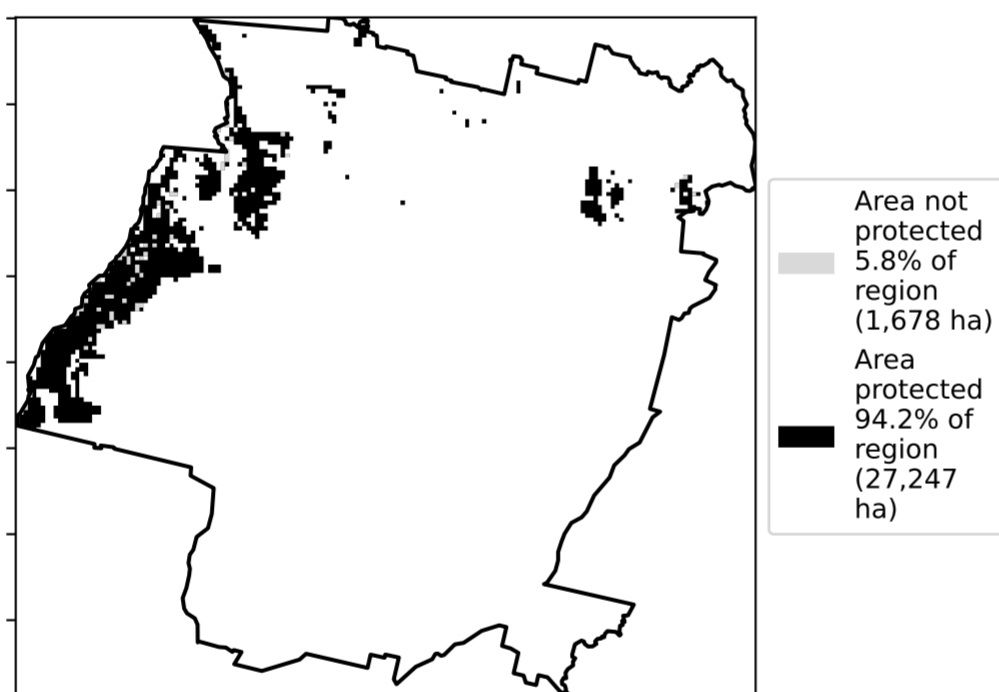 Area not
protected
5.8% of
region
(1,678 ha)
Area
protected
94.2% of
region
(27,247
ha)